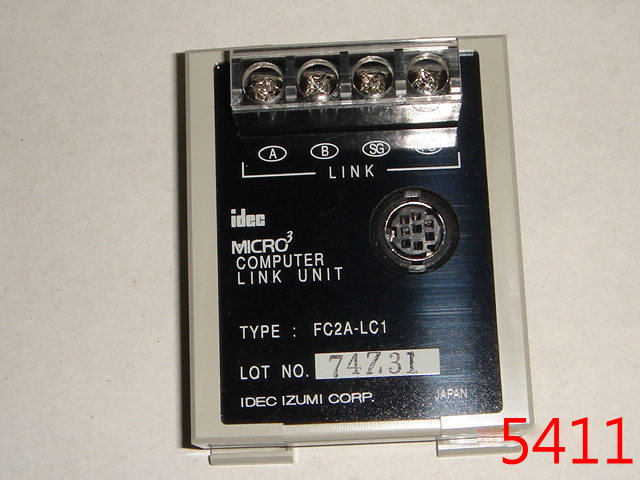 A B SG
LINK
idec
MICRO³
COMPUTER
LINK UNIT
TYPE : FC2A-LC1
LOT NO. 747.31
IDEC IZUMI CORP. JAPAN
5411